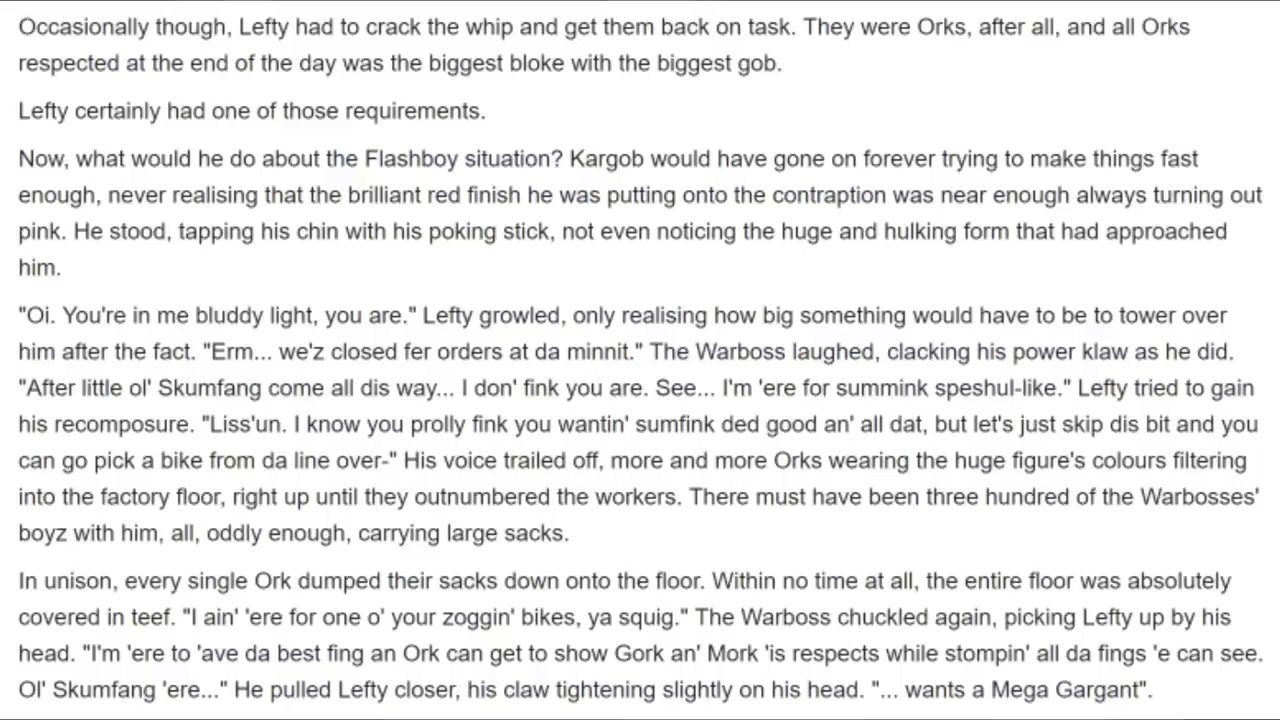 Occasionally though, Lefty had to crack the whip and get them back on task. They were Orks, after all, and all Orks
respected at the end of the day was the biggest bloke with the biggest gob.
Lefty certainly had one of those requirements.
Now, what would he do about the Flashboy situation? Kargob would have gone on forever trying to make things fast
enough, never realising that the brilliant red finish he was putting onto the contraption was near enough always turning out
pink. He stood, tapping his chin with his poking stick, not even noticing the huge and hulking form that had approached
him.
"Oi. You're in me bluddy light, you are." Lefty growled, only realising how big something would have to be to tower over
him after the fact. "Erm... we'z closed fer orders at da minnit." The Warboss laughed, clacking his power klaw as he did.
"After little ol' Skumfang come all dis way... I don' fink you are. See... I'm 'ere for summink speshul-like." Lefty tried to gain
his recomposure. "Liss'un. I know you prolly fink you wantin' sumfink ded good an' all dat, but let's just skip dis bit and you
can go pick a bike from da line over-" His voice trailed off, more and more Orks wearing the huge figure's colours filtering
into the factory floor, right up until they outnumbered the workers. There must have been three hundred of the Warbosses'
boyz with him, all, oddly enough, carrying large sacks.
In unison, every single Ork dumped their sacks down onto the floor. Within no time at all, the entire floor was absolutely
covered in teef. "I ain' 'ere for one o' your zoggin' bikes, ya squig." The Warboss chuckled again, picking Lefty up by his
head. "I'm 'ere to 'ave da best fing an Ork can get to show Gork an' Mork 'is respects while stompin' all da fings 'e can see.
Ol' Skumfang 'ere..." He pulled Lefty closer, his claw tightening slightly on his head. "... wants a Mega Gargant".